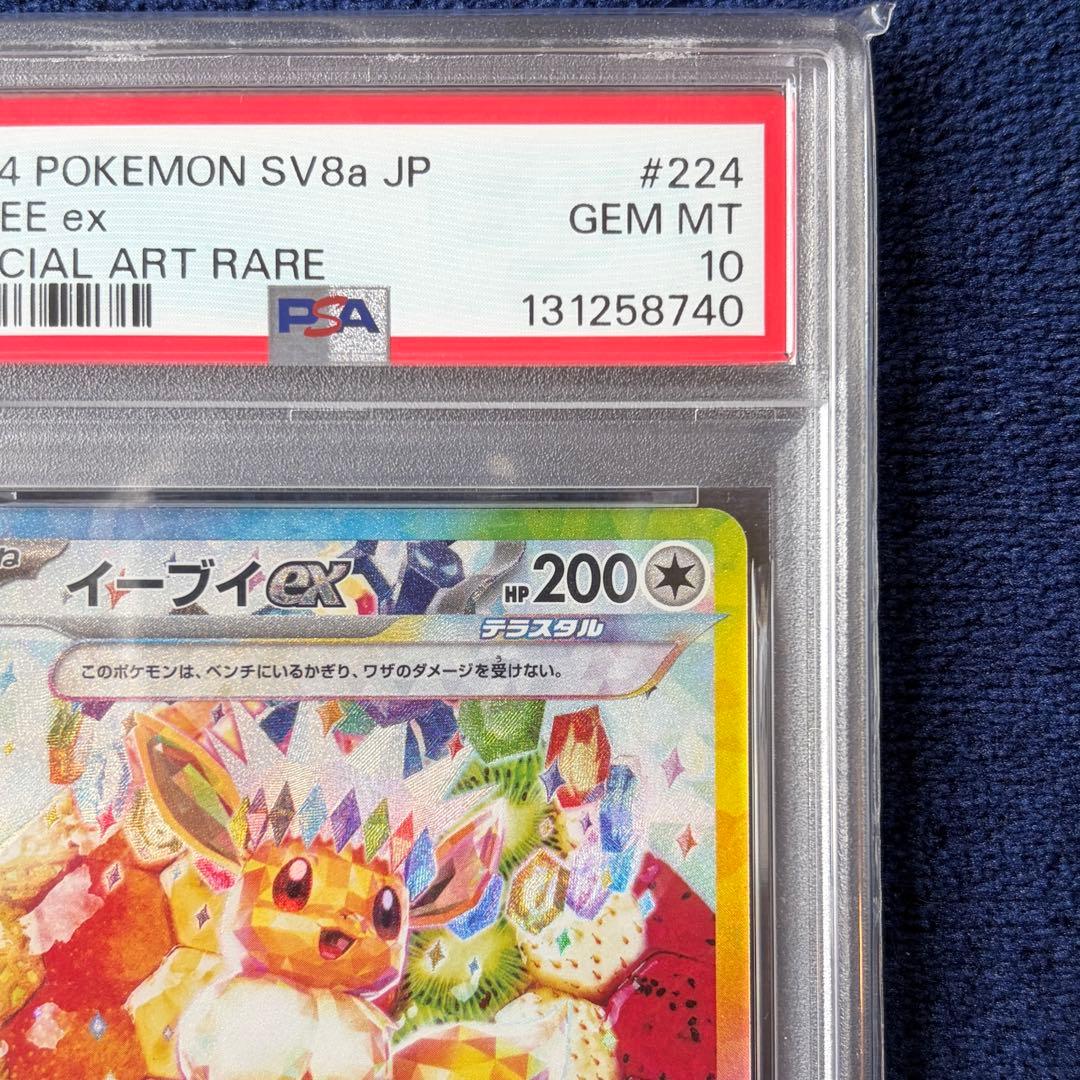 4 POKEMON SV8a JP #224
EE ex GEM MT
CIAL ART RARE 10
PSA 131258740
イーブイex HP200
テラスタル
このポケモンは、ベンチにいるかぎり、ワザのダメージを受けない。